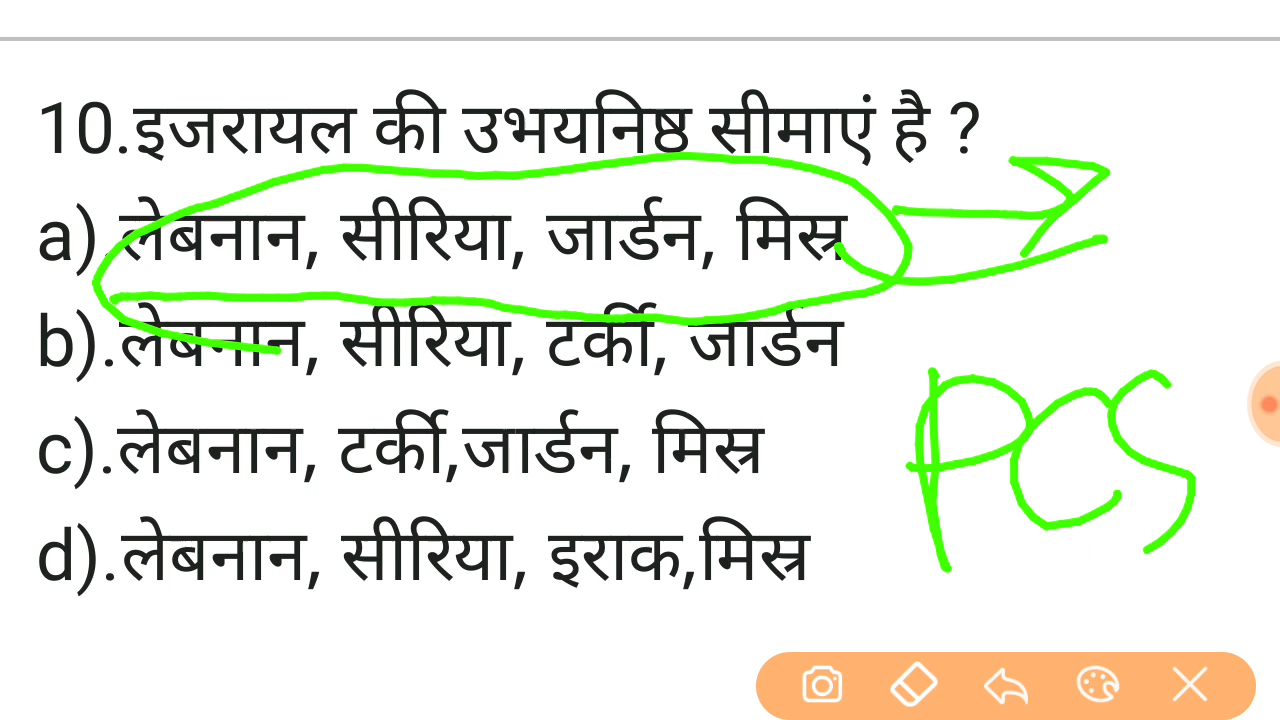 10.इजरायल की उभयनिष्ठ सीमाएं है ?
a).लेबनान, सीरिया, जार्डन, मिस्र
b).लेबनान, सीरिया, टर्की, जार्डन
c).लेबनान, टर्की,जार्डन, मिस्र
d).लेबनान, सीरिया, इराक,मिस्र
PCS